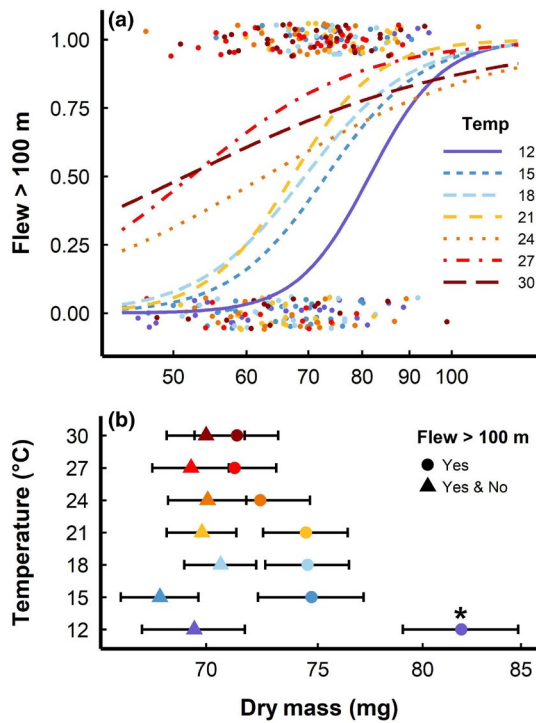 (a)
Flew > 100 m
1.00
0.75
0.50
0.25
0.00
50 60 70 80 90 100
Temp
12
15
18
21
24
27
30
(b)
Temperature (°C)
30
27
24
21
18
15
12
Flew > 100 m
Yes
Yes & No
*
70 75 80 85
Dry mass (mg)